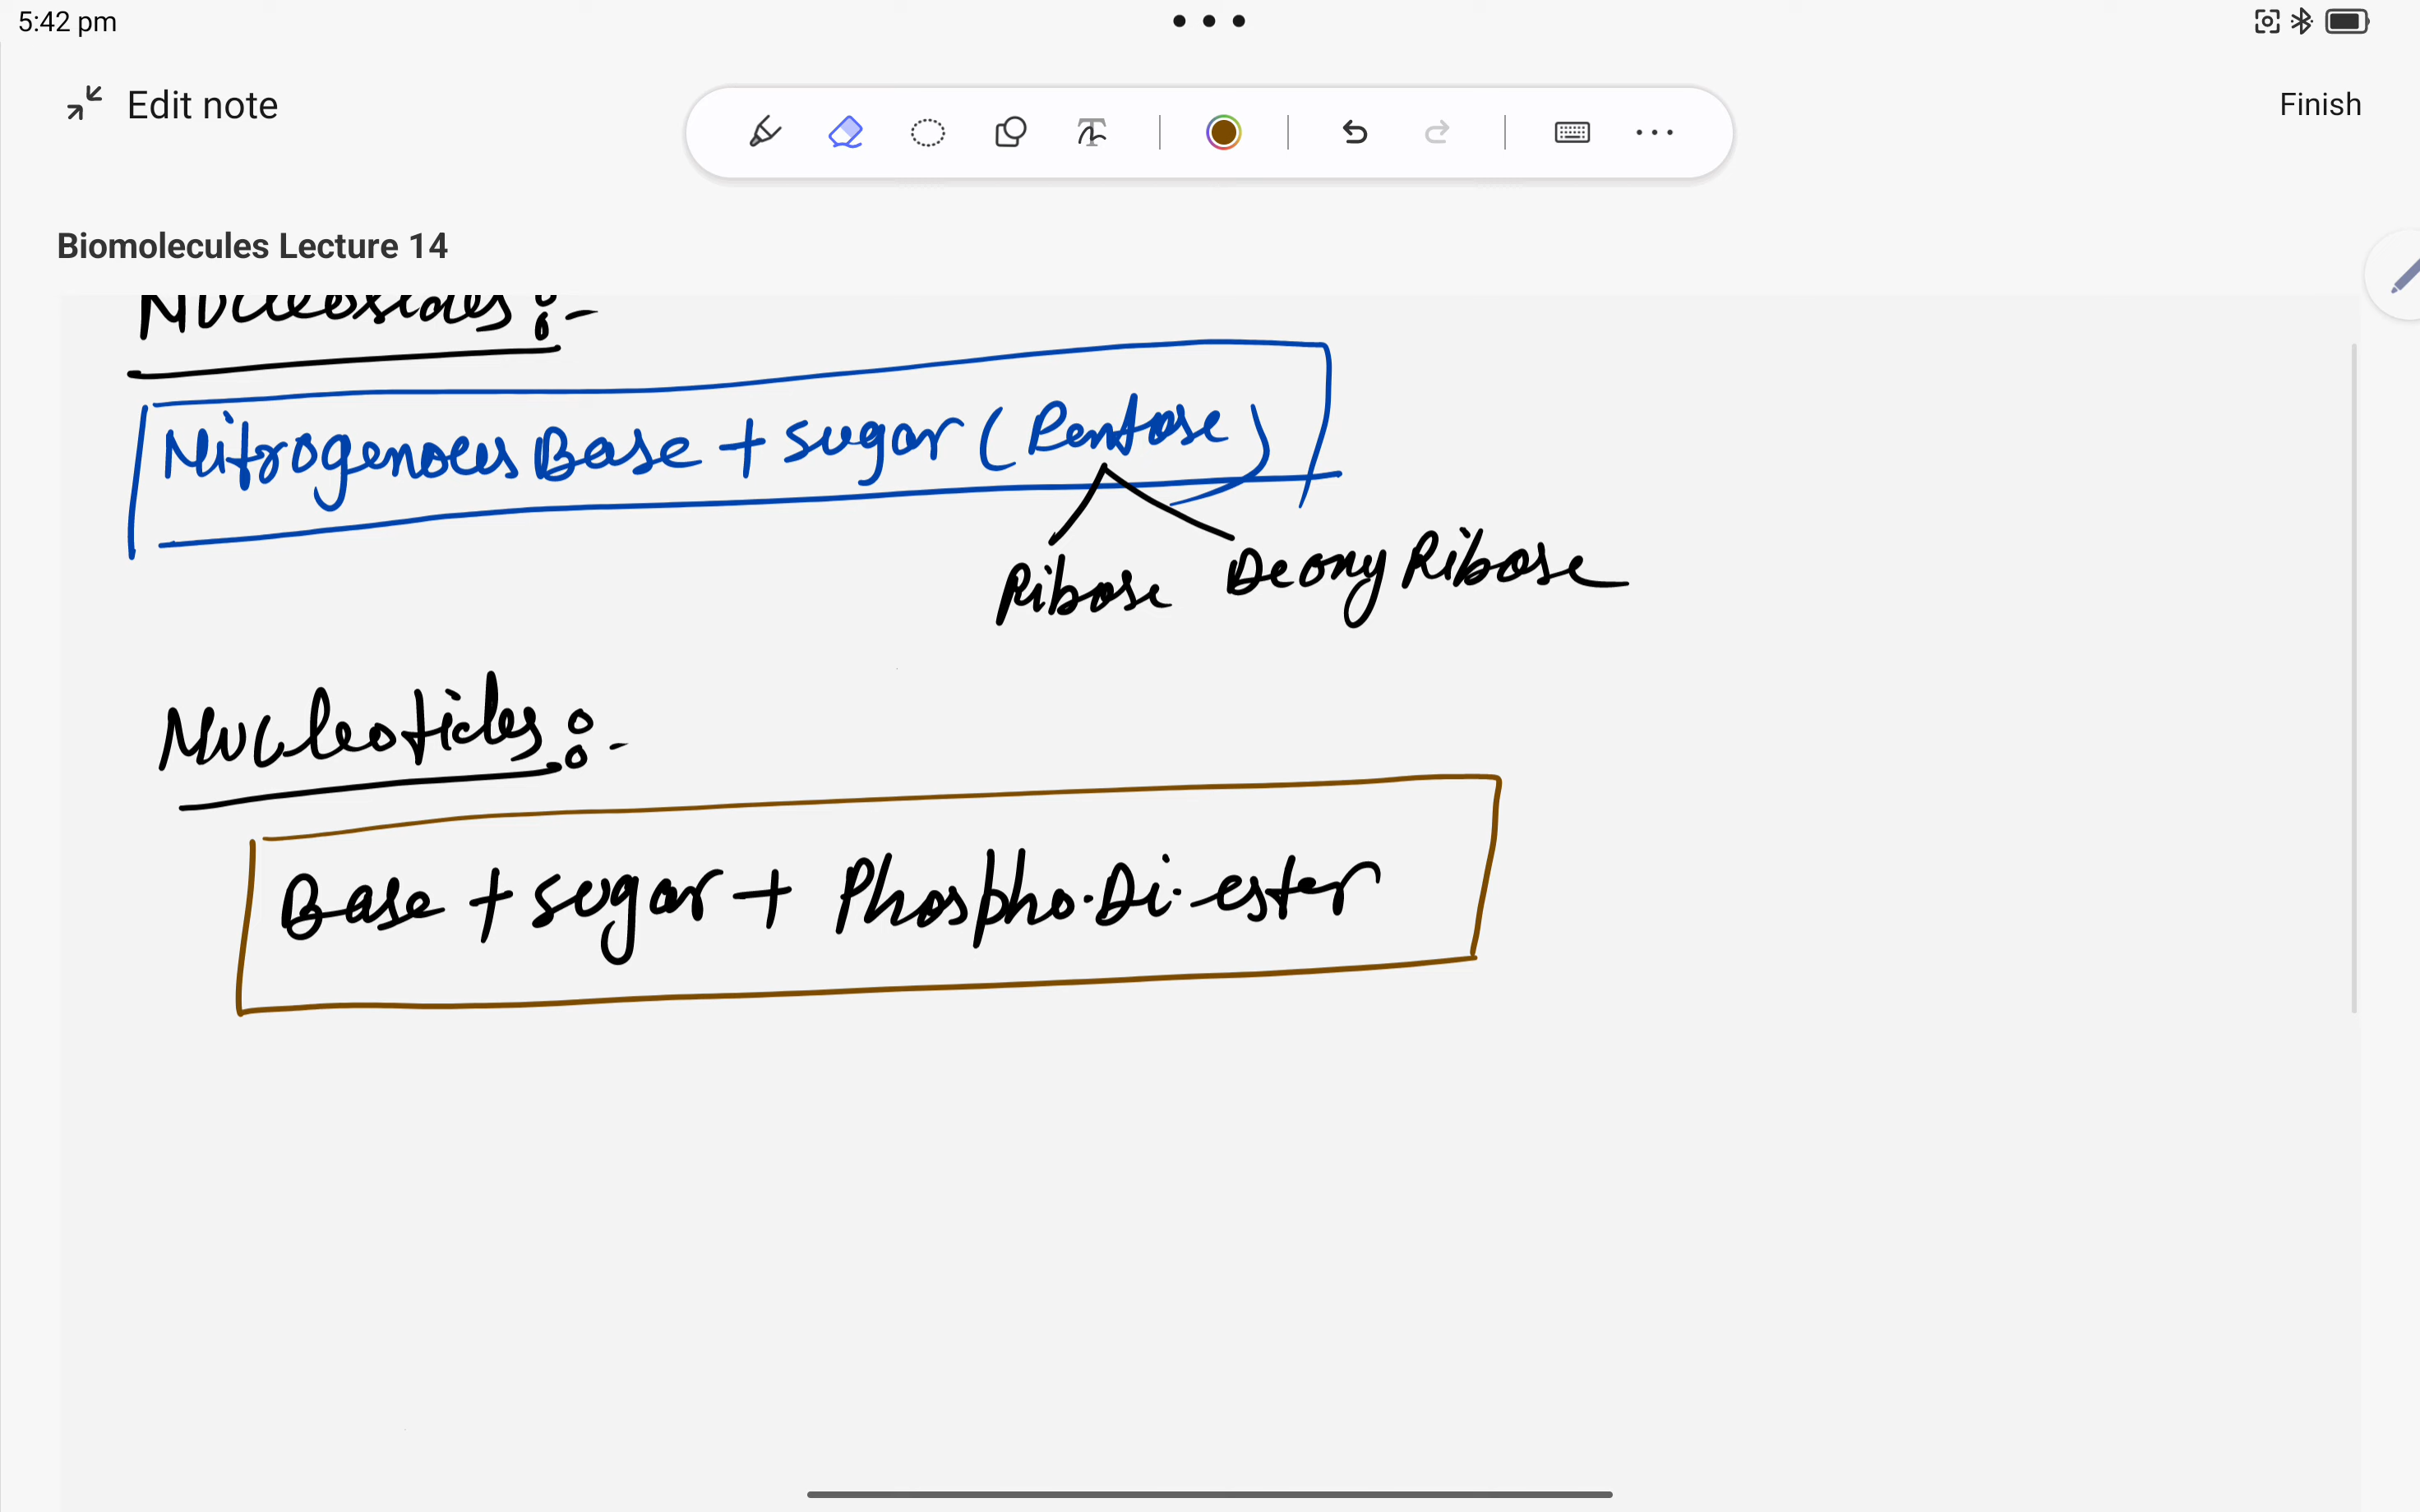 5:42 pm
Edit note
Finish
Biomolecules Lecture 14
Nucleosides :-
Nitrogenous Base + sugar (Pentose)
Ribose Deoxy Ribose
Nucleotides :-
Base + sugar + Phospho-Di-ester